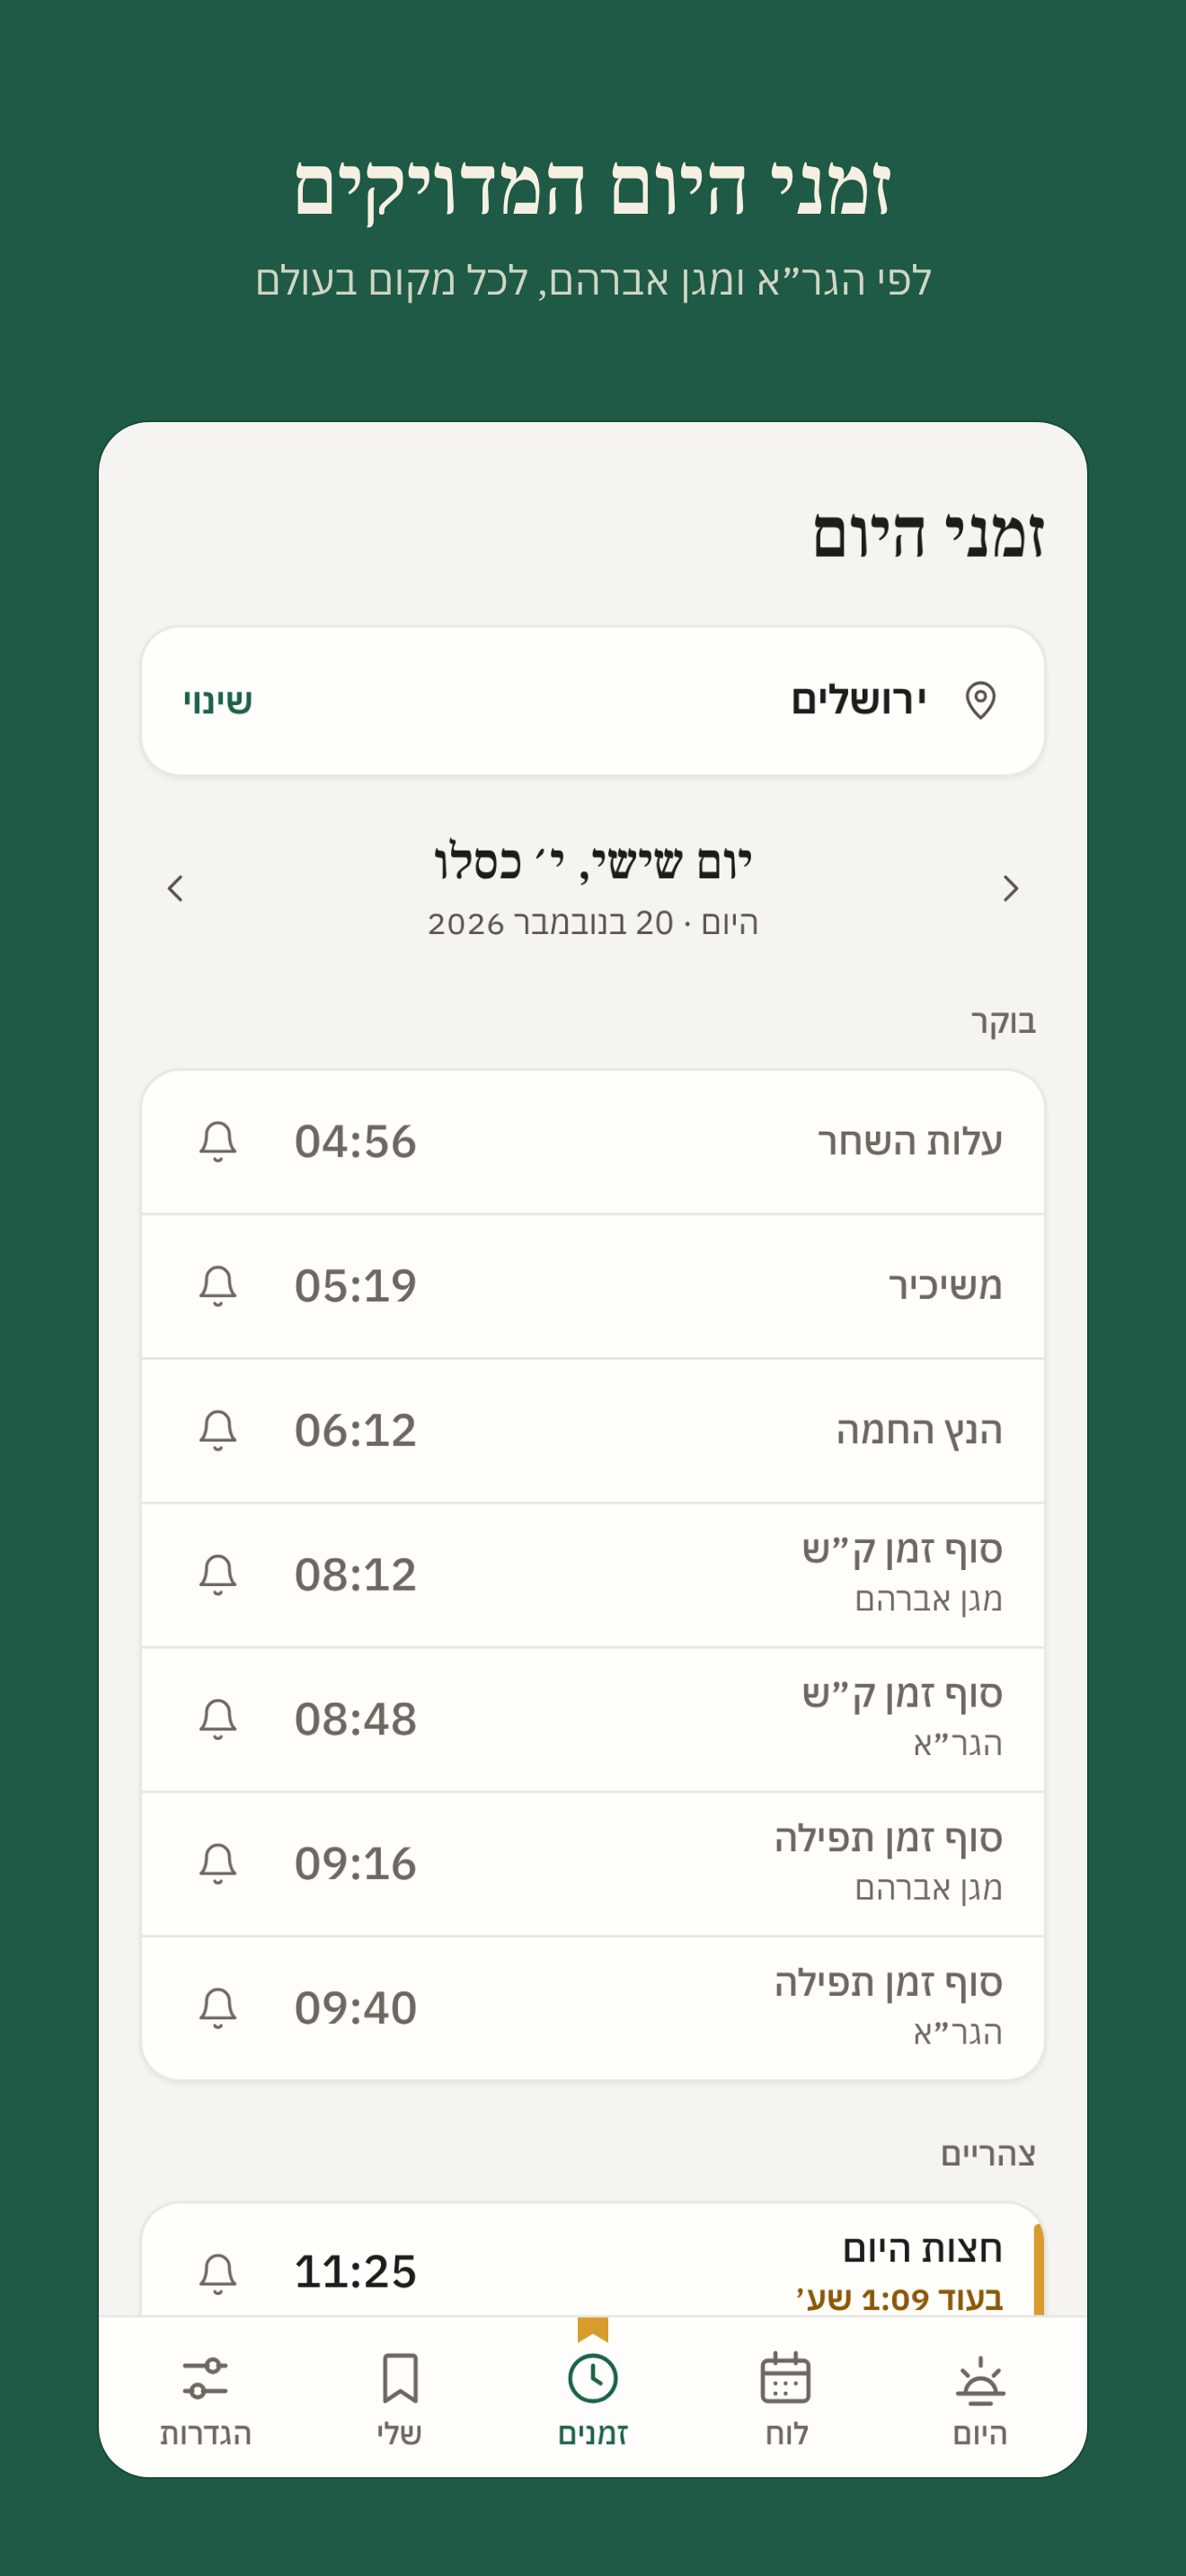 זמני היום המדויקים
לפי הגר״א ומגן אברהם, לכל מקום בעולם
זמני היום
ירושלים
שינוי
יום שישי, י׳ כסלו
היום · 20 בנובמבר 2026
בוקר
עלות השחר 04:56
משיכיר 05:19
הנץ החמה 06:12
סוף זמן ק״ש 08:12
מגן אברהם
סוף זמן ק״ש 08:48
הגר״א
סוף זמן תפילה 09:16
מגן אברהם
סוף זמן תפילה 09:40
הגר״א
צהריים
חצות היום 11:25
בעוד 1:09 שע׳
היום
לוח
זמנים
שלי
הגדרות